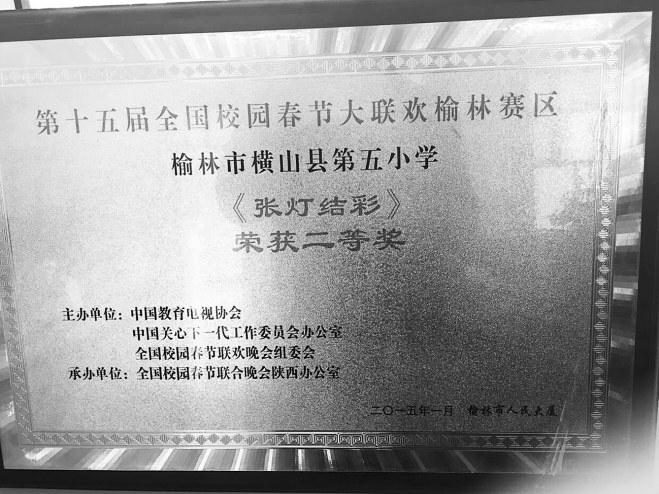 第十五届全国校园春节大联欢榆林赛区
榆林市横山县第五小学
《张灯结彩》
荣获二等奖
主办单位：中国教育电视协会
中国关心下一代工作委员会办公室
全国校园春节联欢晚会组委会
承办单位：全国校园春节联合晚会陕西办公室
二〇一五年一月 榆林市人民大厦